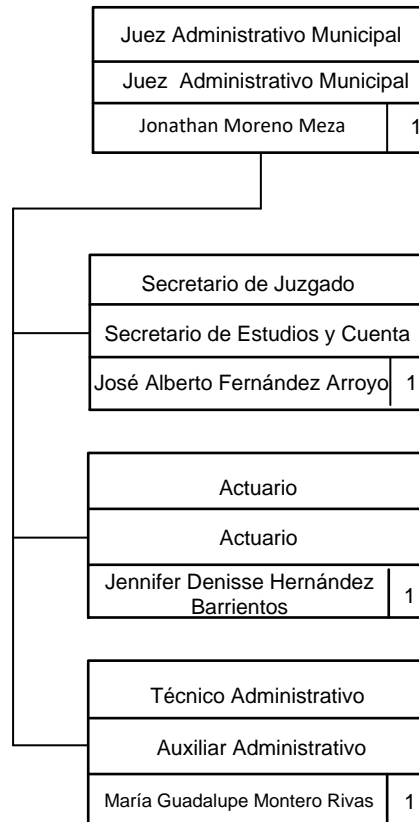 Juez Administrativo Municipal
Juez Administrativo Municipal
Jonathan Moreno Meza 1
Secretario de Juzgado
Secretario de Estudios y Cuenta
José Alberto Fernández Arroyo 1
Actuario
Actuario
Jennifer Denisse Hernández
Barrientos 1
Técnico Administrativo
Auxiliar Administrativo
María Guadalupe Montero Rivas 1